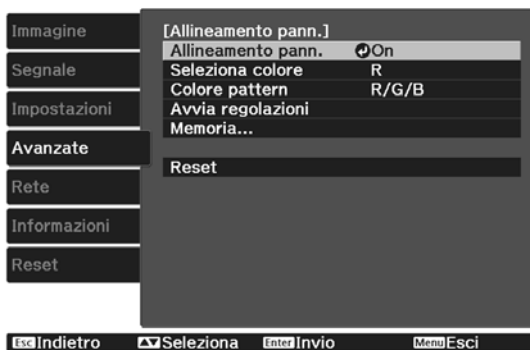 Immagine
Segnale
Impostazioni
Avanzate
Rete
Informazioni
Reset
[Allineamento pann.]
Allineamento pann. On
Seleziona colore R
Colore pattern R/G/B
Avvia regolazioni
Memoria...
Reset
Esc Indietro Seleziona Enter Invio Menu Esci